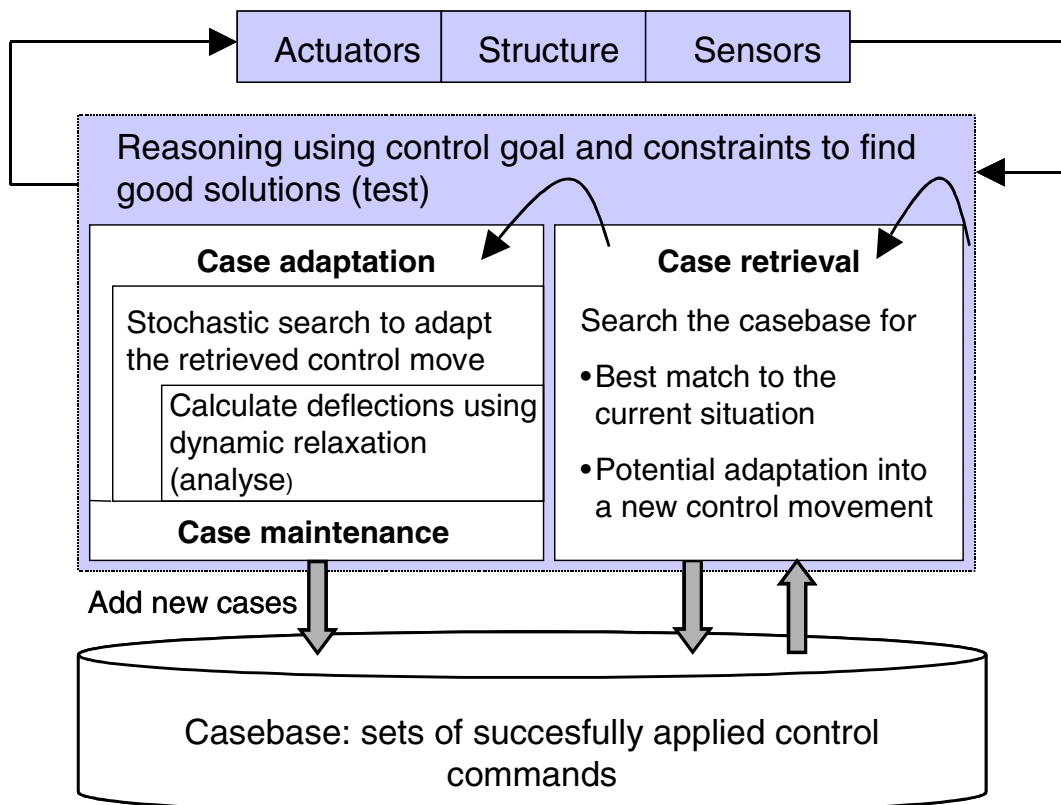 Actuators Structure Sensors
Reasoning using control goal and constraints to find
good solutions (test)
Case adaptation
Stochastic search to adapt
the retrieved control move
Calculate deflections using
dynamic relaxation
(analyse)
Case maintenance
Case retrieval
Search the casebase for
•Best match to the
current situation
•Potential adaptation into
a new control movement
Add new cases
Casebase: sets of succesfully applied control
commands